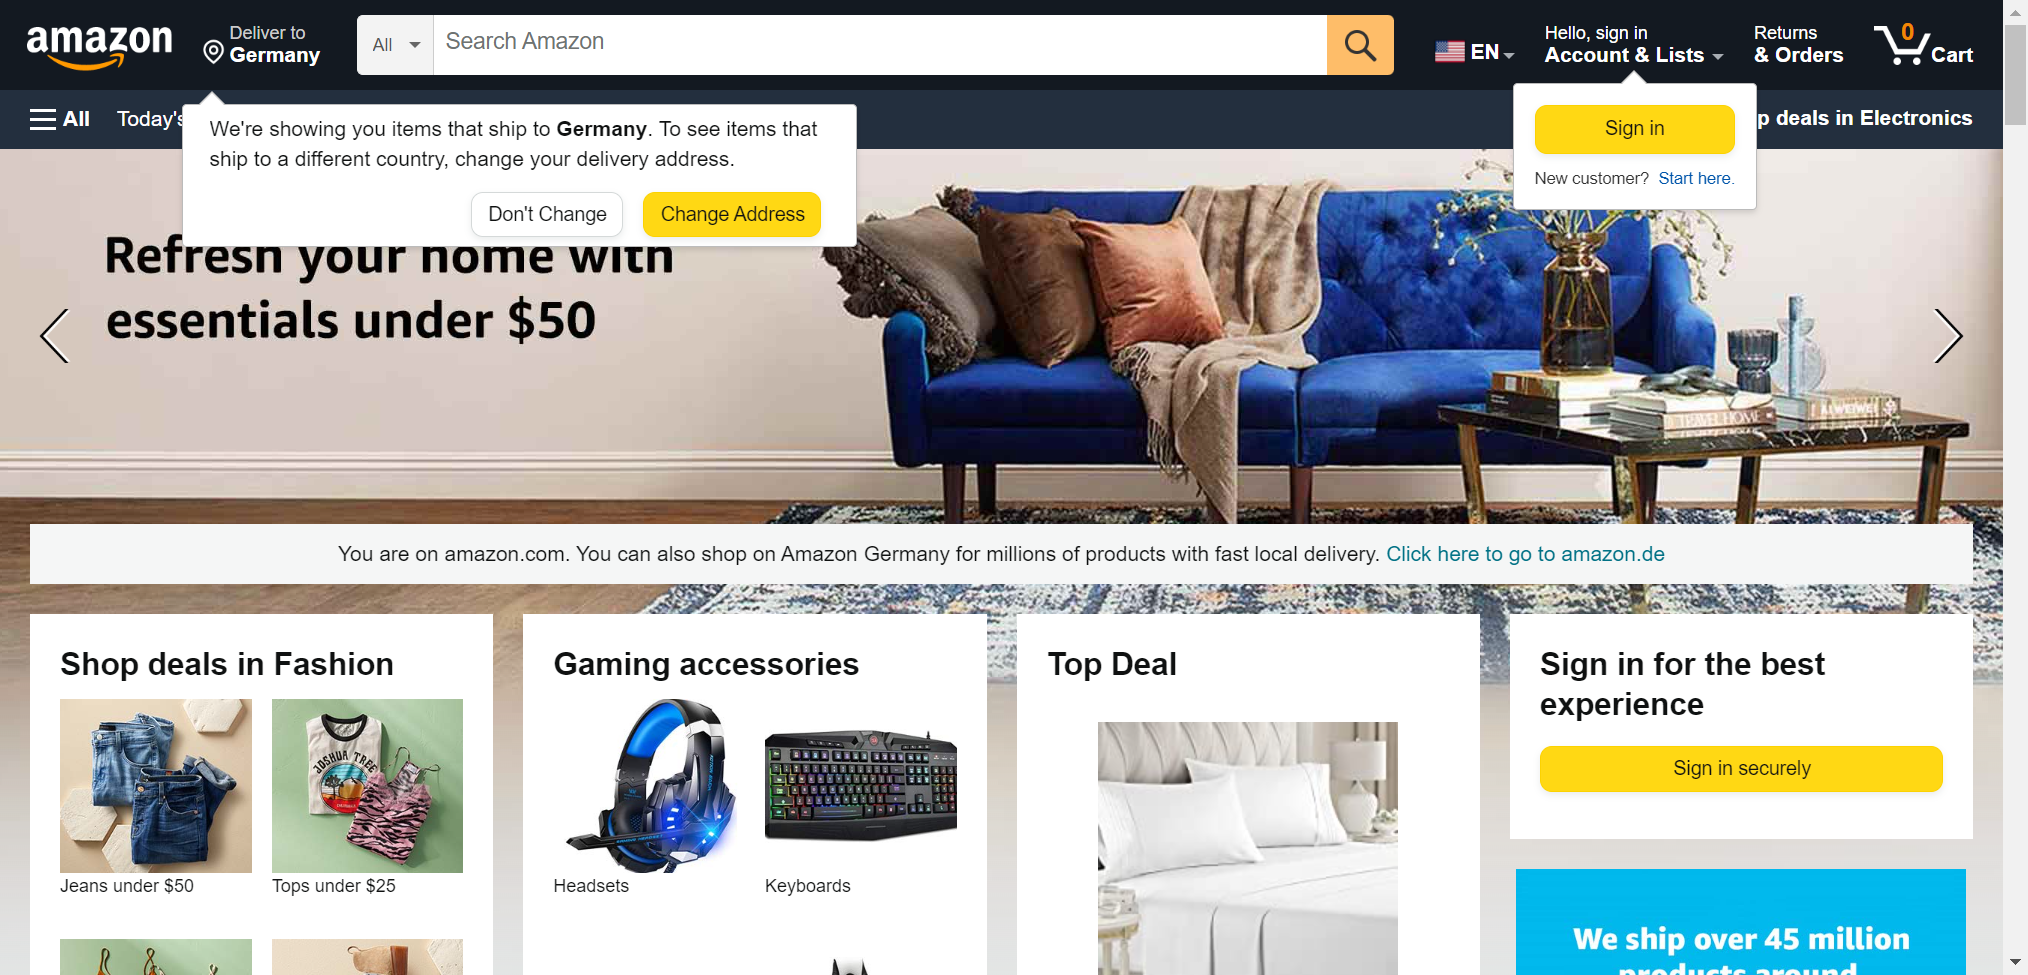 amazon
Deliver to
Germany
All
Search Amazon
EN
Hello, sign in
Account & Lists
Returns
& Orders
0
Cart
All
Today's
p deals in Electronics
We're showing you items that ship to Germany. To see items that
ship to a different country, change your delivery address.
Don't Change
Change Address
Sign in
New customer? Start here.
Refresh your home with
essentials under $50
TRAVEL HOME
AI WEIWEI
You are on amazon.com. You can also shop on Amazon Germany for millions of products with fast local delivery. Click here to go to amazon.de
Shop deals in Fashion
JOSHUA TREE
Jeans under $50
Tops under $25
Gaming accessories
Headsets
Keyboards
Top Deal
Sign in for the best
experience
Sign in securely
We ship over 45 million
products around